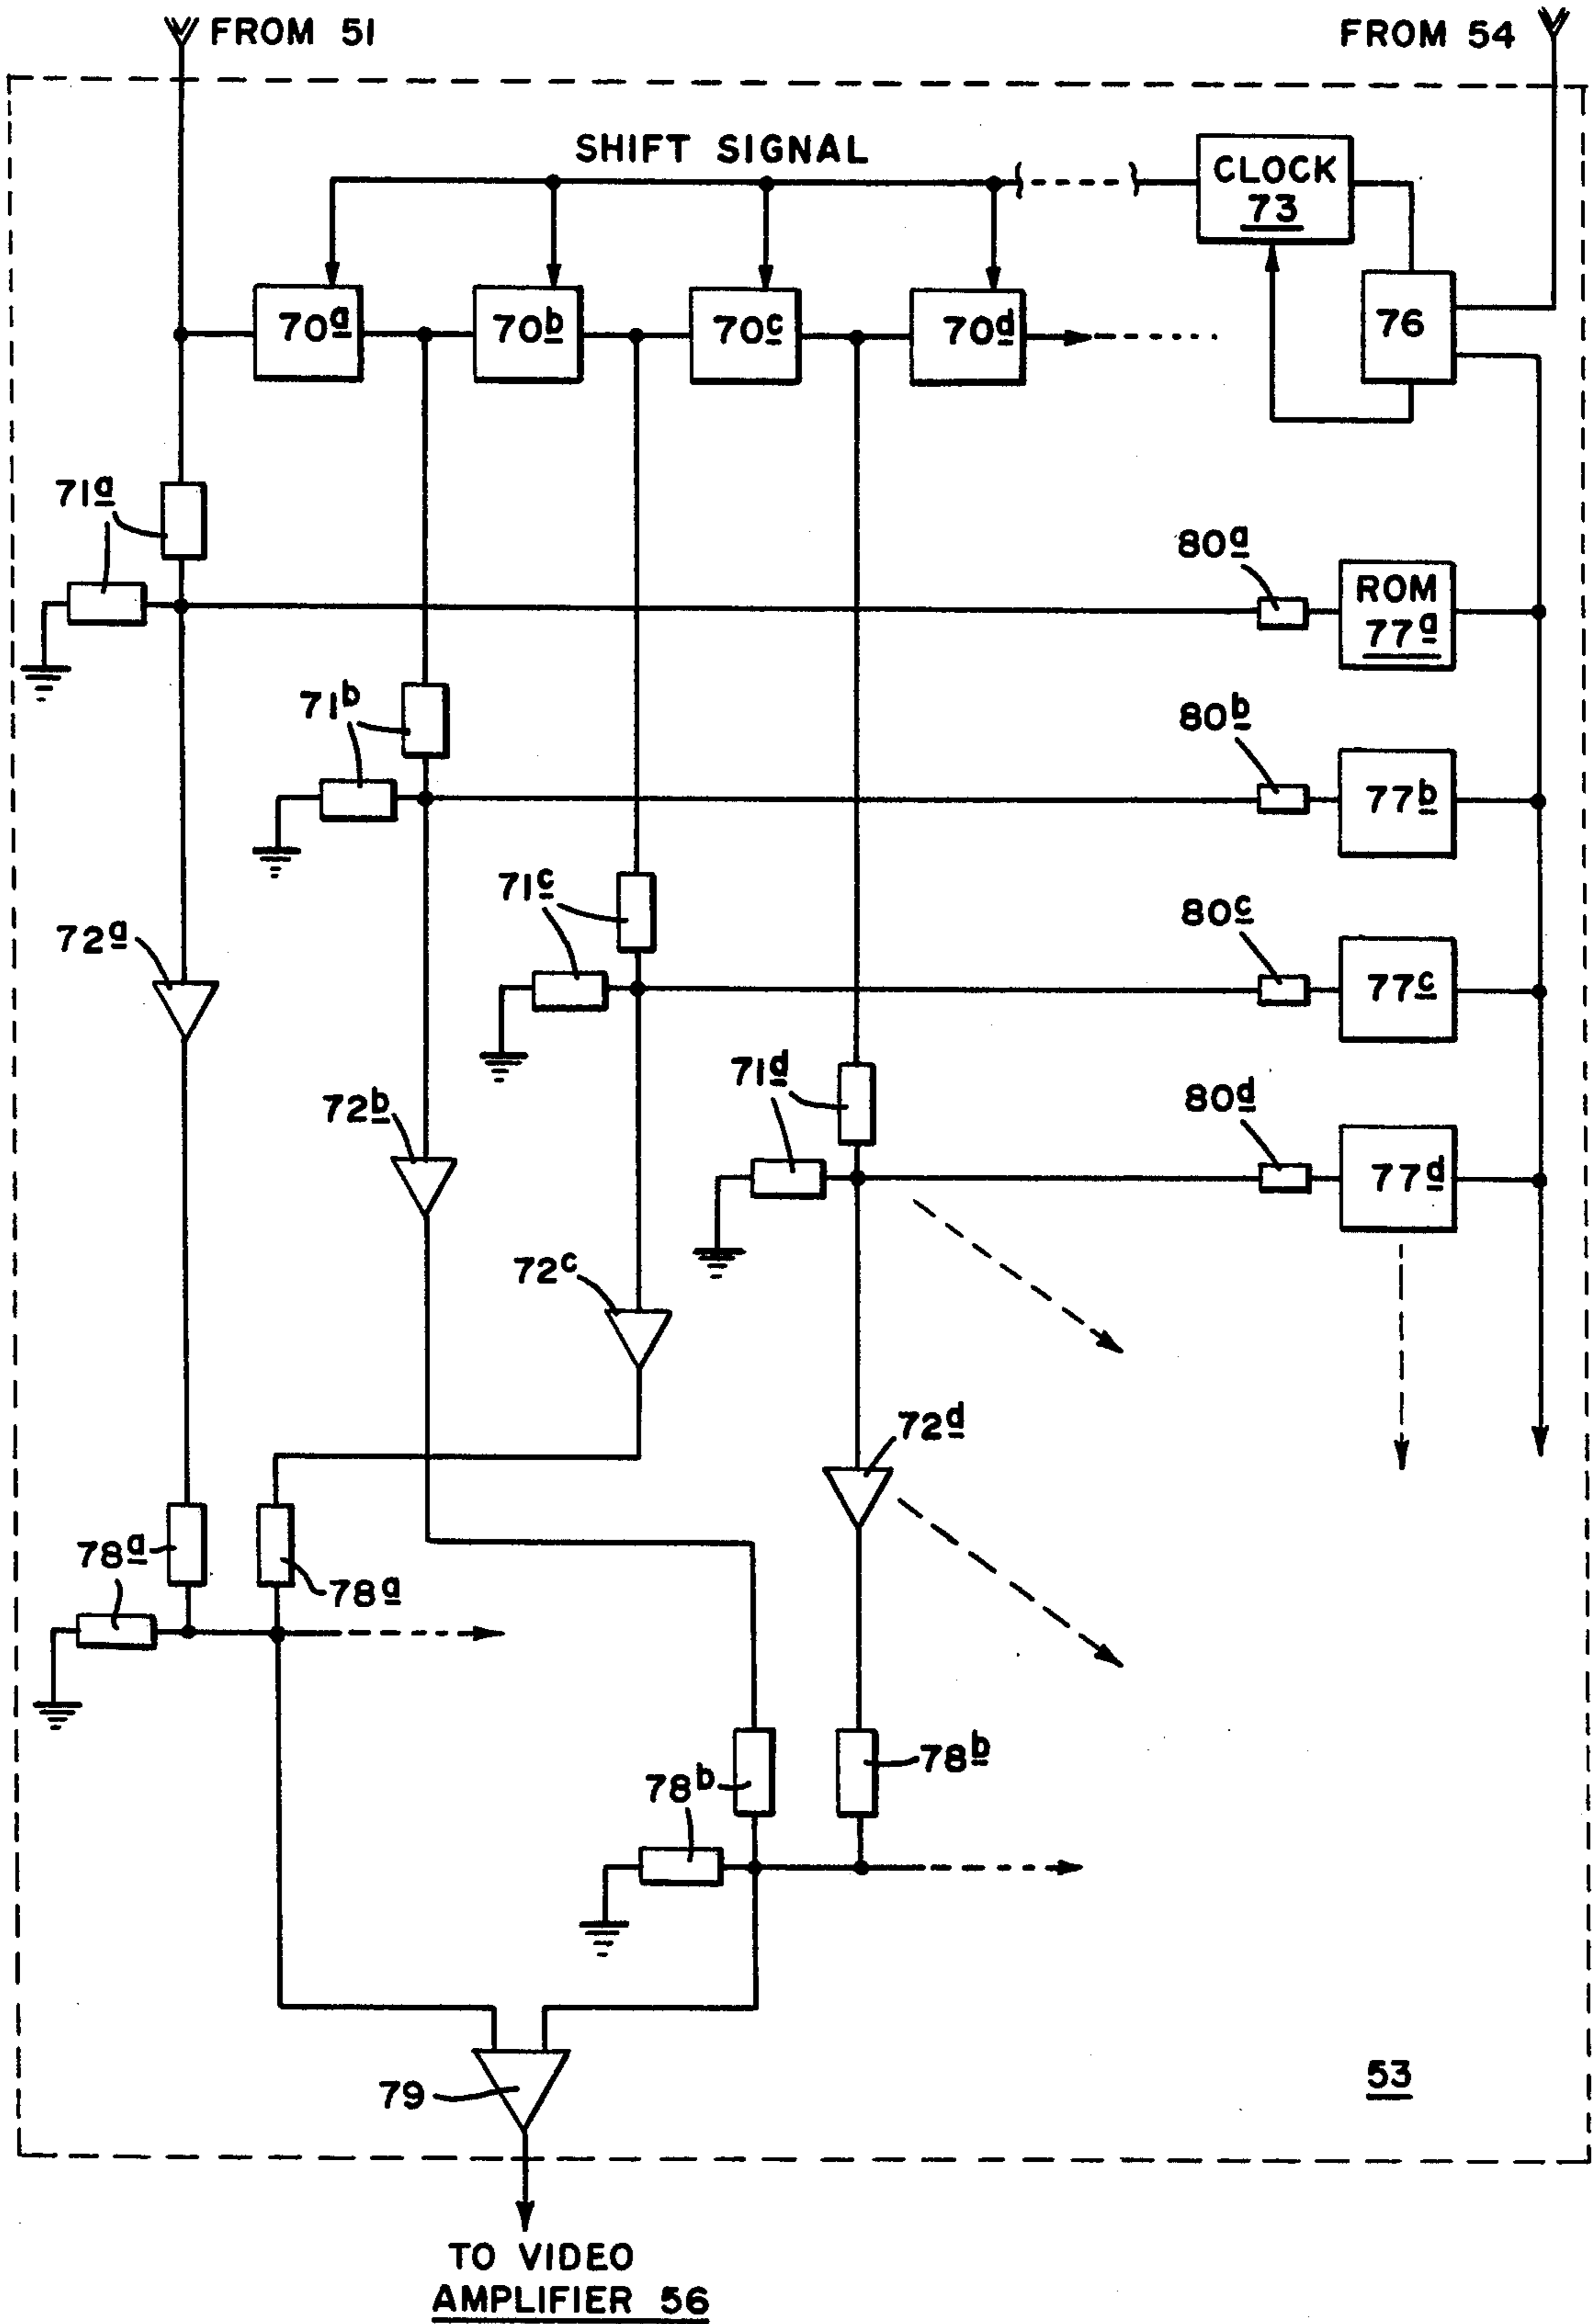 FROM 51
FROM 54
SHIFT SIGNAL
CLOCK
73
70a
70b
70c
70d
76
71a
80a
ROM
77a
71b
80b
77b
71c
80c
72a
77c
71d
80d
72b
77d
72c
72d
78a
78a
78b
78b
53
79
TO VIDEO
AMPLIFIER 56